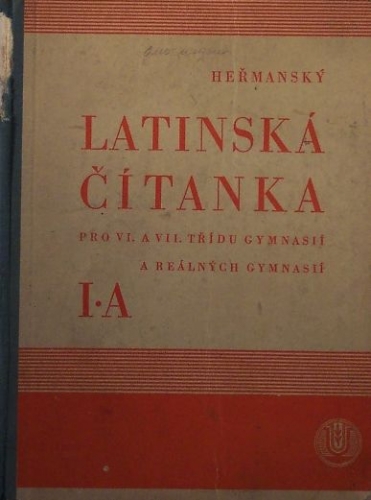 HEŘMANSKÝ
LATINSKÁ
ČÍTANKA
PRO VI. A VII. TŘÍDU GYMNASIÍ
A REÁLNÝCH GYMNASIÍ
I·A